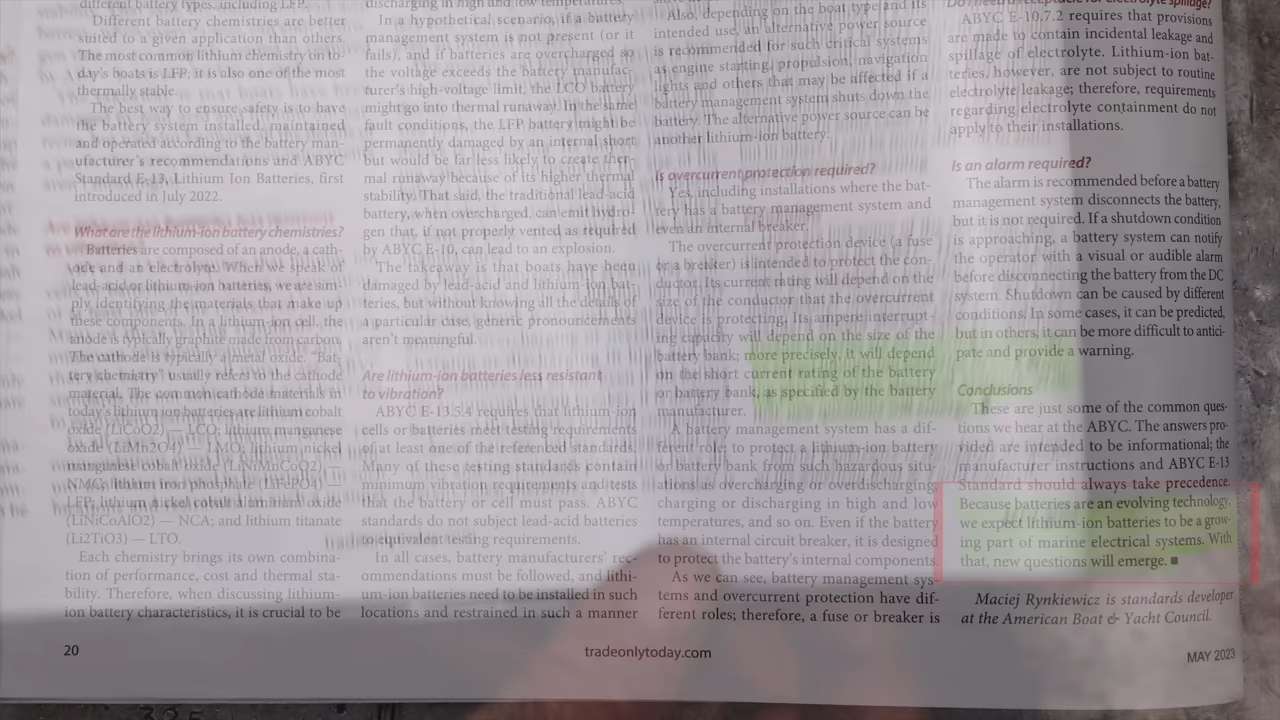 different battery types, including LFP.
Different battery chemistries are better
suited to a given application than others.
The most common lithium chemistry on to-
day's boats is LFP; it is also one of the most
thermally stable.
The best way to ensure safety is to have
the battery system installed, maintained
and operated according to the battery man-
ufacturer's recommendations and ABYC
Standard E-13, Lithium Ion Batteries, first
introduced in July 2022.
What are the lithium-ion battery chemistries?
Batteries are composed of an anode, a cath-
ode and an electrolyte. When we speak of
lead-acid or lithium-ion batteries, we are sim-
ply identifying the materials that make up
these components. In a lithium-ion cell, the
anode is typically graphite made from carbon.
The cathode is typically a metal oxide. "Bat-
tery chemistry" usually refers to the cathode
material. The common cathode materials in
today's lithium ion batteries are lithium cobalt
oxide (LiCoO2) — LCO; lithium manganese
oxide (LiMn2O4) — LMO; lithium nickel
manganese cobalt oxide (LiNiMnCoO2) —
NMC; lithium iron phosphate (LiFePO4) —
LFP; lithium nickel cobalt aluminum oxide
(LiNiCoAlO2) — NCA; and lithium titanate
(Li2TiO3) — LTO.
Each chemistry brings its own combina-
tion of performance, cost and thermal sta-
bility. Therefore, when discussing lithium-
ion battery characteristics, it is crucial to be
discharging in high and low temperatures.
In a hypothetical scenario, if a battery
management system is not present (or it
fails), and if batteries are overcharged so
the voltage exceeds the battery manufac-
turer's high-voltage limit, the LCO battery
might go into thermal runaway. In the same
fault conditions, the LFP battery might be
permanently damaged by an internal short
but would be far less likely to create ther-
mal runaway because of its higher thermal
stability. That said, the traditional lead-acid
battery, when overcharged, can emit hydro-
gen that, if not properly vented as required
by ABYC E-10, can lead to an explosion.
The takeaway is that boats have been
damaged by lead-acid and lithium-ion bat-
teries, but without knowing all the details of
a particular case, generic pronouncements
aren't meaningful.
Are lithium-ion batteries less resistant
to vibration?
ABYC E-13.5.4 requires that lithium-ion
cells or batteries meet testing requirements
of at least one of the referenced standards.
Many of these testing standards contain
minimum vibration requirements and tests
that the battery or cell must pass. ABYC
standards do not subject lead-acid batteries
to equivalent testing requirements.
In all cases, battery manufacturers' rec-
ommendations must be followed, and lithi-
um-ion batteries need to be installed in such
locations and restrained in such a manner
Also, depending on the boat type and its
intended use, an alternative power source
is recommended for such critical systems
as engine starting, propulsion, navigation
lights and others that may be affected if a
battery management system shuts down the
battery. The alternative power source can be
another lithium-ion battery.
Is overcurrent protection required?
Yes, including installations where the bat-
tery has a battery management system and
even an internal breaker.
The overcurrent protection device (a fuse
or a breaker) is intended to protect the con-
ductor. Its current rating will depend on the
size of the conductor that the overcurrent
device is protecting. Its ampere interrupt-
ing capacity will depend on the size of the
battery bank; more precisely, it will depend
on the short current rating of the battery
or battery bank, as specified by the battery
manufacturer.
A battery management system has a dif-
ferent role; to protect a lithium-ion battery
or battery bank from such hazardous situ-
ations as overcharging or overdischarging,
charging or discharging in high and low
temperatures, and so on. Even if the battery
has an internal circuit breaker, it is designed
to protect the battery's internal components.
As we can see, battery management sys-
tems and overcurrent protection have dif-
ferent roles; therefore, a fuse or breaker is
electrolyte spillage?
ABYC E-10.7.2 requires that provisions
are made to contain incidental leakage and
spillage of electrolyte. Lithium-ion bat-
teries, however, are not subject to routine
electrolyte leakage; therefore, requirements
regarding electrolyte containment do not
apply to their installations.
Is an alarm required?
The alarm is recommended before a battery
management system disconnects the battery,
but it is not required. If a shutdown condition
is approaching, a battery system can notify
the operator with a visual or audible alarm
before disconnecting the battery from the DC
system. Shutdown can be caused by different
conditions. In some cases, it can be predicted,
but in others, it can be more difficult to antici-
pate and provide a warning.
Conclusions
These are just some of the common ques-
tions we hear at the ABYC. The answers pro-
vided are intended to be informational; the
manufacturer instructions and ABYC E-13
Standard should always take precedence.
Because batteries are an evolving technology,
we expect lithium-ion batteries to be a grow-
ing part of marine electrical systems. With
that, new questions will emerge. ■
Maciej Rynkiewicz is standards developer
at the American Boat & Yacht Council.
20
tradeonlytoday.com
MAY 2023